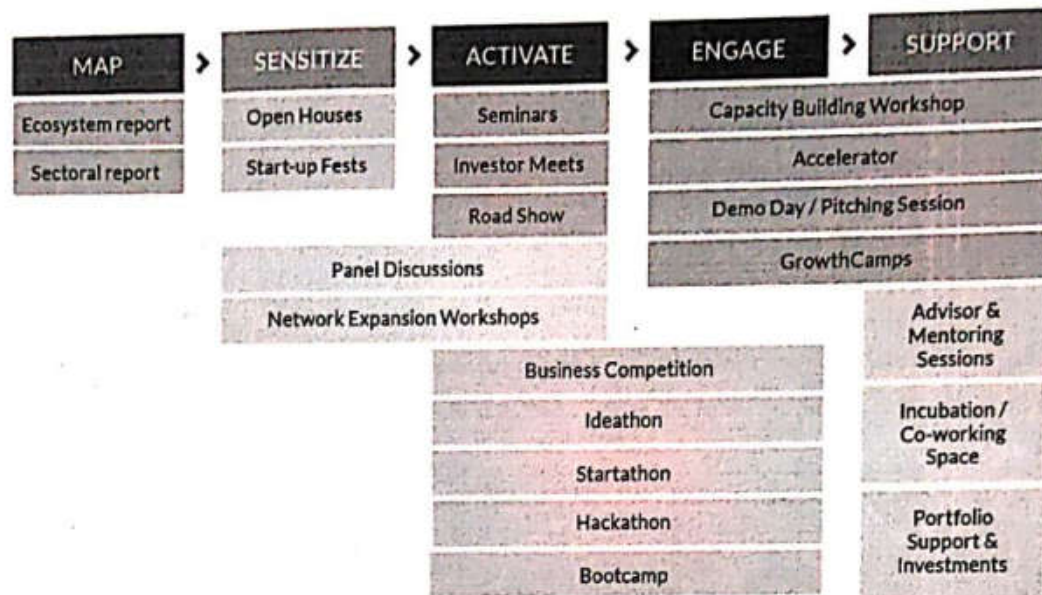 MAP > SENSITIZE > ACTIVATE > ENGAGE > SUPPORT
Ecosystem report
Sectoral report
Open Houses
Start-up Fests
Seminars
Investor Meets
Road Show
Capacity Building Workshop
Accelerator
Demo Day / Pitching Session
GrowthCamps
Panel Discussions
Network Expansion Workshops
Business Competition
Ideathon
Startathon
Hackathon
Bootcamp
Advisor &
Mentoring
Sessions
Incubation /
Co-working
Space
Portfolio
Support &
Investments